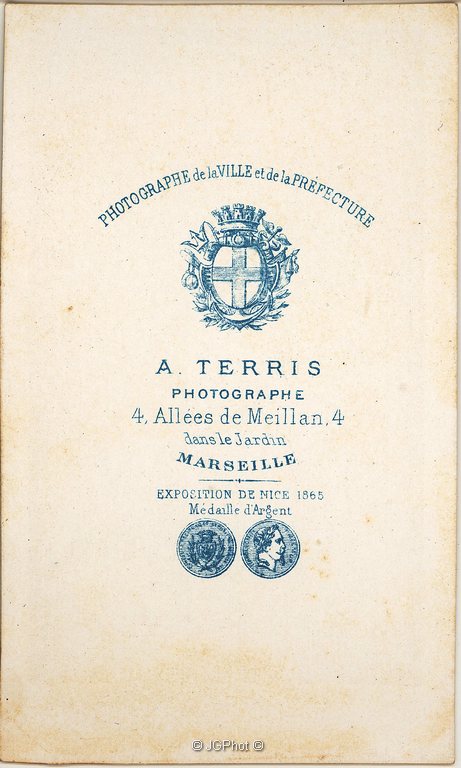 PHOTOGRAPHE de la VILLE et de la PRÉFECTURE
A. TERRIS
PHOTOGRAPHE
4, Allées de Meillan, 4
dans le Jardin
MARSEILLE
EXPOSITION DE NICE 1865
Médaille d'Argent
© JGPhot ©